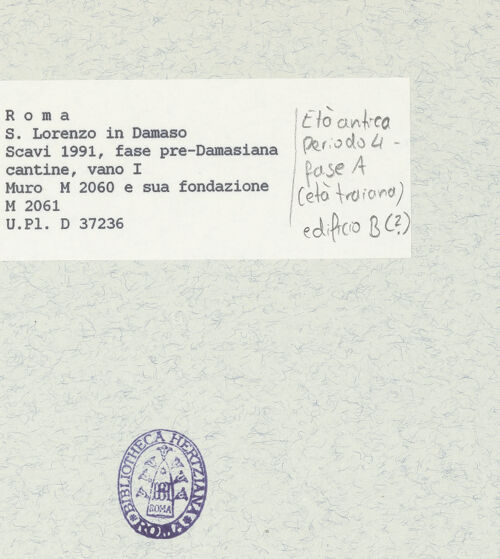 R o m a
S. Lorenzo in Damaso
Scavi 1991, fase pre-Damasiana
cantine, vano I
Muro M 2060 e sua fondazione
M 2061
U.Pl. D 37236
Età antica
periodo 4 -
fase A
(età traiana)
edificio B (?)
BIBLIOTHECA HERTZIANA
ROMA
* ROMA *